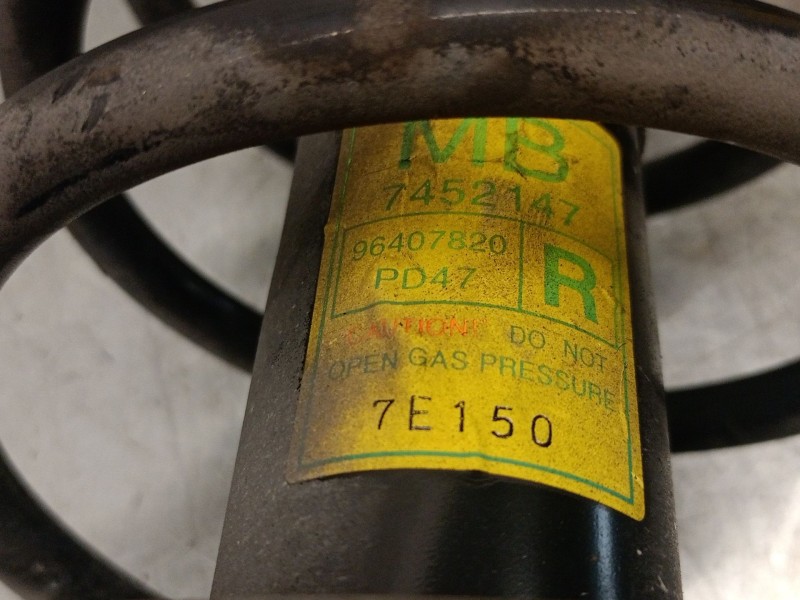 MB
7452147
96407820
PD47
R
CAUTION: DO NOT
OPEN GAS PRESSURE
7E150